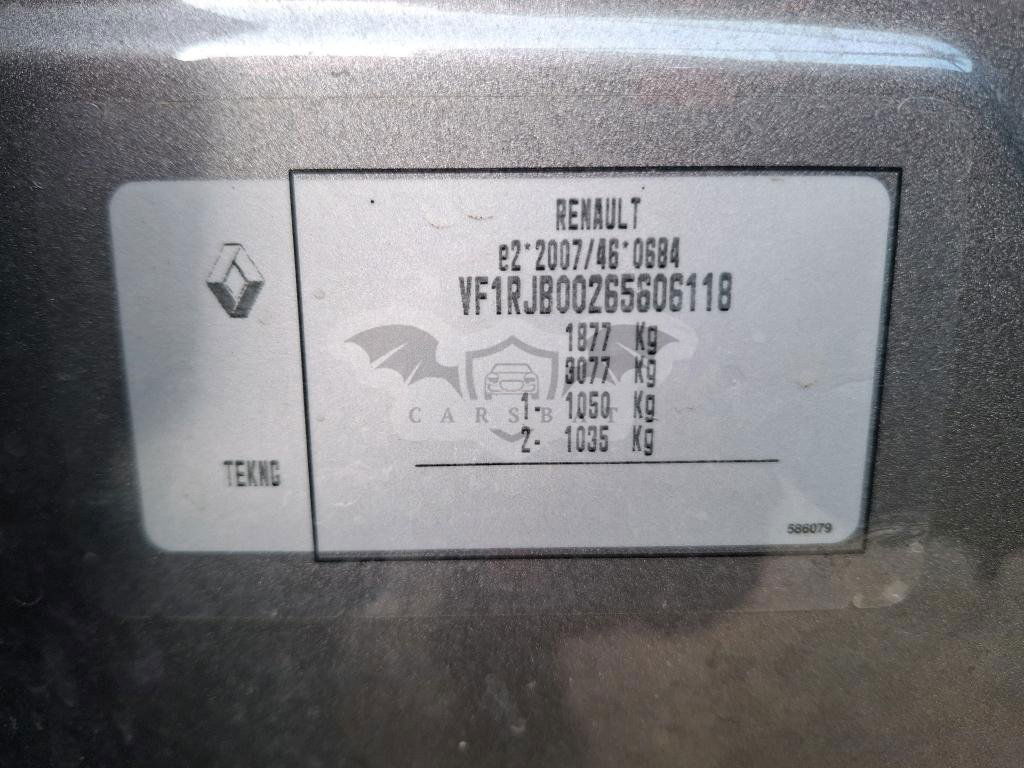 RENAULT
e2*2007/46*0684
VF1RJB00265606118
1877 Kg
3077 Kg
1- 1050 Kg
2- 1035 Kg
TEKNG
586079